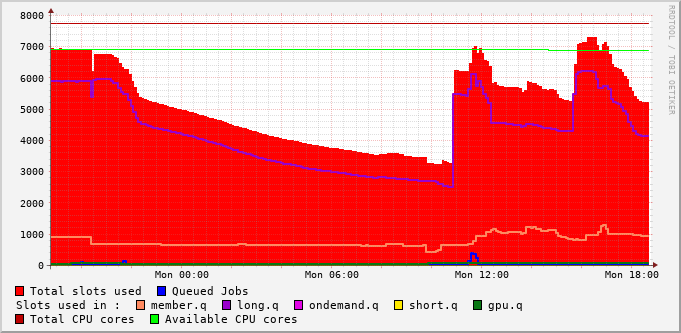 8000
7000
6000
5000
4000
3000
2000
1000
0
Mon 00:00 Mon 06:00 Mon 12:00 Mon 18:00
RRDTOOL / TOBI OETIKER
Total slots used Queued Jobs
Slots used in : member.q long.q ondemand.q short.q gpu.q
Total CPU cores Available CPU cores